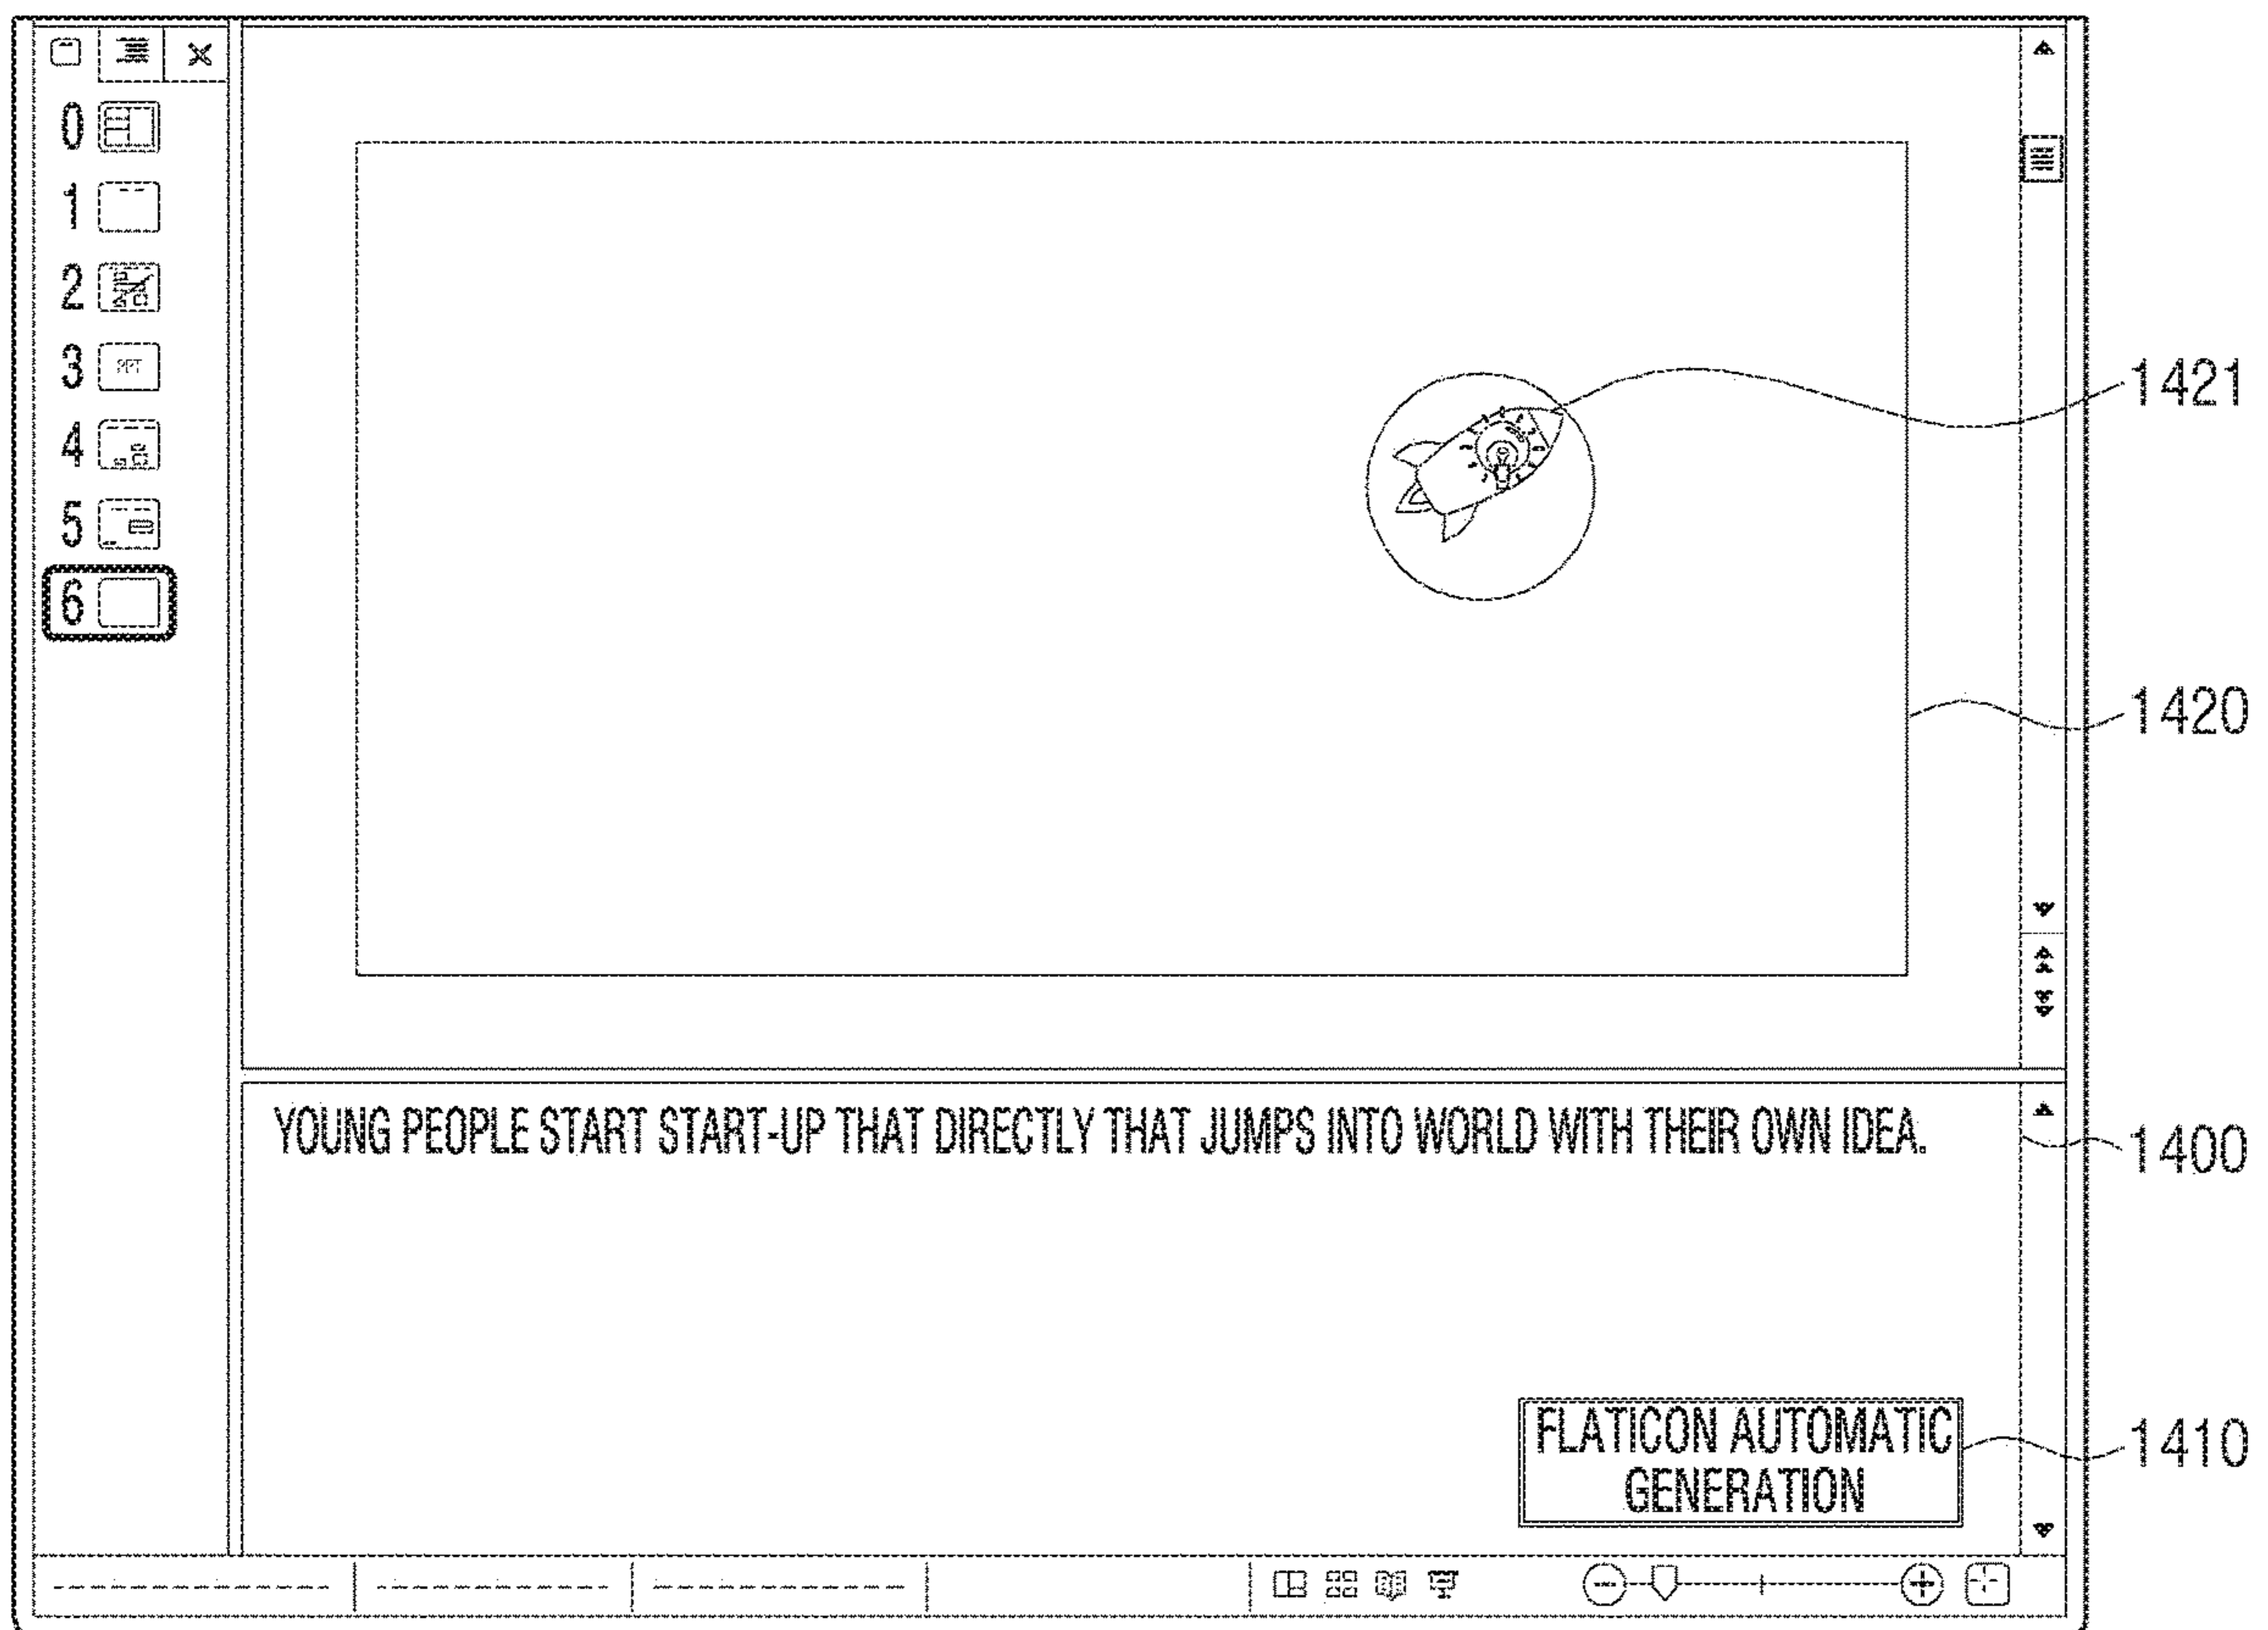 0
1
2
3
PPT
4
5
6
1421
1420
YOUNG PEOPLE START START-UP THAT DIRECTLY THAT JUMPS INTO WORLD WITH THEIR OWN IDEA.
1400
FLATICON AUTOMATIC
GENERATION
1410